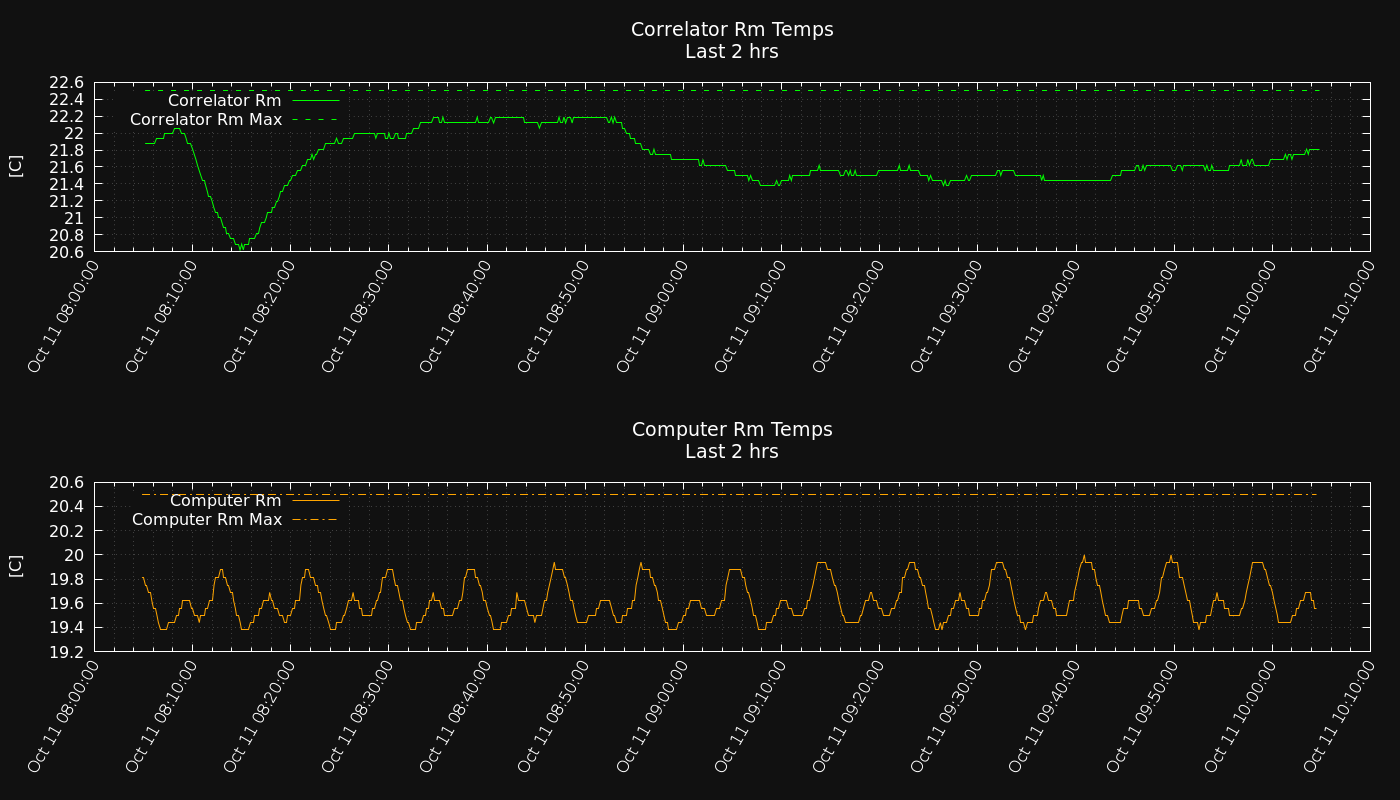 Correlator Rm Temps
Last 2 hrs
[C]
22.6
22.4
22.2
22
21.8
21.6
21.4
21.2
21
20.8
20.6
Correlator Rm
Correlator Rm Max
Oct 11 08:00:00
Oct 11 08:10:00
Oct 11 08:20:00
Oct 11 08:30:00
Oct 11 08:40:00
Oct 11 08:50:00
Oct 11 09:00:00
Oct 11 09:10:00
Oct 11 09:20:00
Oct 11 09:30:00
Oct 11 09:40:00
Oct 11 09:50:00
Oct 11 10:00:00
Oct 11 10:10:00
Computer Rm Temps
Last 2 hrs
[C]
20.6
20.4
20.2
20
19.8
19.6
19.4
19.2
Computer Rm
Computer Rm Max
Oct 11 08:00:00
Oct 11 08:10:00
Oct 11 08:20:00
Oct 11 08:30:00
Oct 11 08:40:00
Oct 11 08:50:00
Oct 11 09:00:00
Oct 11 09:10:00
Oct 11 09:20:00
Oct 11 09:30:00
Oct 11 09:40:00
Oct 11 09:50:00
Oct 11 10:00:00
Oct 11 10:10:00